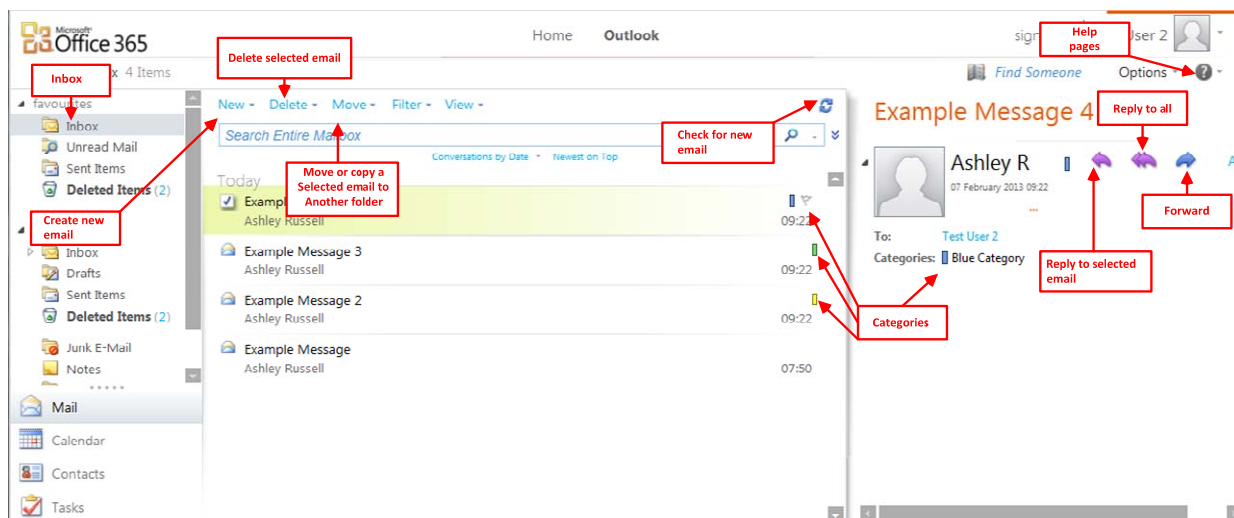 Microsoft®
Office 365
Home Outlook
sign
User 2
Help
pages
Inbox
x 4 Items
Delete selected email
Find Someone
Options
favourites
Inbox
Unread Mail
Sent Items
Deleted Items (2)
Create new
email
Inbox
Drafts
Sent Items
Deleted Items (2)
Junk E-Mail
Notes
Mail
Calendar
Contacts
Tasks
New Delete Move Filter View
Search Entire Mailbox
Conversations by Date Newest on Top
Check for new
email
Move or copy a
Selected email to
Another folder
Today
Ashley Russell
09:22
Example Message 3
Ashley Russell
09:22
Example Message 2
Ashley Russell
09:22
Example Message
Ashley Russell
07:50
Categories
Example Message 4
Reply to all
Ashley R
07 February 2013 09:22
...
Forward
To: Test User 2
Categories: Blue Category
Reply to selected
email